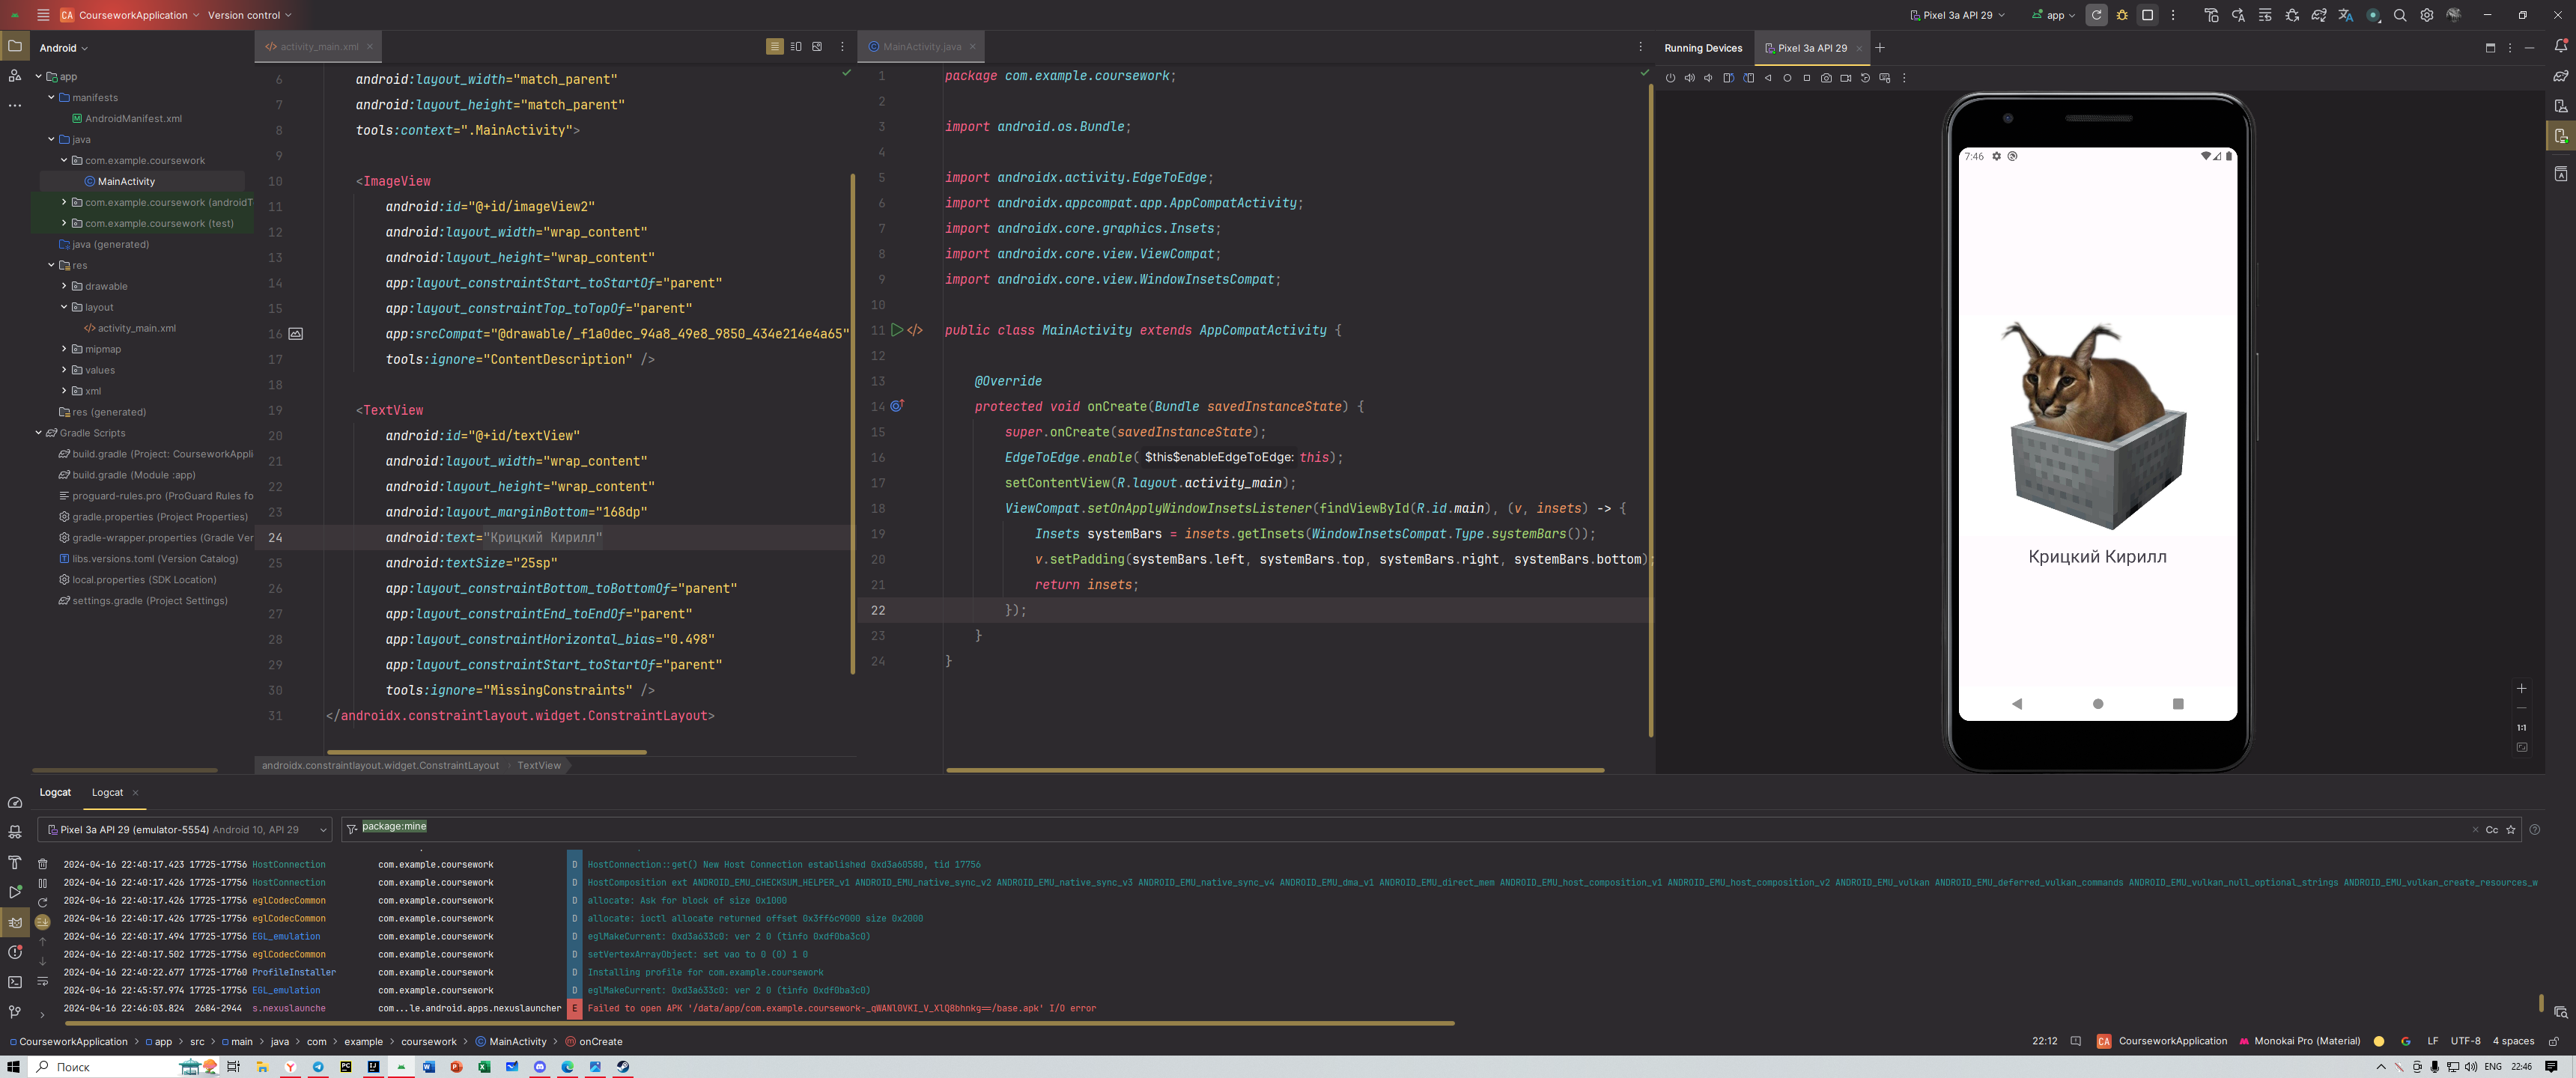 CA CourseworkApplication Version control Pixel 3a API 29 app
Android
app
manifests
AndroidManifest.xml
java
com.example.coursework
MainActivity
com.example.coursework (androidT
com.example.coursework (test)
java (generated)
res
drawable
layout
activity_main.xml
mipmap
values
xml
res (generated)
Gradle Scripts
build.gradle (Project: CourseworkAppli
build.gradle (Module :app)
proguard-rules.pro (ProGuard Rules fo
gradle.properties (Project Properties)
gradle-wrapper.properties (Gradle Ver
libs.versions.toml (Version Catalog)
local.properties (SDK Location)
settings.gradle (Project Settings)
activity_main.xml
6 android:layout_width="match_parent"
7 android:layout_height="match_parent"
8 tools:context=".MainActivity">
9
10 <ImageView
11 android:id="@+id/imageView2"
12 android:layout_width="wrap_content"
13 android:layout_height="wrap_content"
14 app:layout_constraintStart_toStartOf="parent"
15 app:layout_constraintTop_toTopOf="parent"
16 app:srcCompat="@drawable/_f1a0dec_94a8_49e8_9850_434e214e4a65"
17 tools:ignore="ContentDescription" />
18
19 <TextView
20 android:id="@+id/textView"
21 android:layout_width="wrap_content"
22 android:layout_height="wrap_content"
23 android:layout_marginBottom="168dp"
24 android:text="Крицкий Кирилл"
25 android:textSize="25sp"
26 app:layout_constraintBottom_toBottomOf="parent"
27 app:layout_constraintEnd_toEndOf="parent"
28 app:layout_constraintHorizontal_bias="0.498"
29 app:layout_constraintStart_toStartOf="parent"
30 tools:ignore="MissingConstraints" />
31 </androidx.constraintlayout.widget.ConstraintLayout>
androidx.constraintlayout.widget.ConstraintLayout TextView
MainActivity.java
1 package com.example.coursework;
2
3 import android.os.Bundle;
4
5 import androidx.activity.EdgeToEdge;
6 import androidx.appcompat.app.AppCompatActivity;
7 import androidx.core.graphics.Insets;
8 import androidx.core.view.ViewCompat;
9 import androidx.core.view.WindowInsetsCompat;
10
11 public class MainActivity extends AppCompatActivity {
12
13 @Override
14 protected void onCreate(Bundle savedInstanceState) {
15 super.onCreate(savedInstanceState);
16 EdgeToEdge.enable( $this$enableEdgeToEdge: this);
17 setContentView(R.layout.activity_main);
18 ViewCompat.setOnApplyWindowInsetsListener(findViewById(R.id.main), (v, insets) -> {
19 Insets systemBars = insets.getInsets(WindowInsetsCompat.Type.systemBars());
20 v.setPadding(systemBars.left, systemBars.top, systemBars.right, systemBars.bottom);
21 return insets;
22 });
23 }
24 }
Running Devices Pixel 3a API 29
7:46
Крицкий Кирилл
1:1
Logcat Logcat
Pixel 3a API 29 (emulator-5554) Android 10, API 29 package:mine Cc
2024-04-16 22:40:17.423 17725-17756 HostConnection com.example.coursework D HostConnection::get() New Host Connection established 0xd3a60580, tid 17756
2024-04-16 22:40:17.426 17725-17756 HostConnection com.example.coursework D HostComposition ext ANDROID_EMU_CHECKSUM_HELPER_v1 ANDROID_EMU_native_sync_v2 ANDROID_EMU_native_sync_v3 ANDROID_EMU_native_sync_v4 ANDROID_EMU_dma_v1 ANDROID_EMU_direct_mem ANDROID_EMU_host_composition_v1 ANDROID_EMU_host_composition_v2 ANDROID_EMU_vulkan ANDROID_EMU_deferred_vulkan_commands ANDROID_EMU_vulkan_null_optional_strings ANDROID_EMU_vulkan_create_resources_w
2024-04-16 22:40:17.426 17725-17756 eglCodecCommon com.example.coursework D allocate: Ask for block of size 0x1000
2024-04-16 22:40:17.426 17725-17756 eglCodecCommon com.example.coursework D allocate: ioctl allocate returned offset 0x3ff6c9000 size 0x2000
2024-04-16 22:40:17.494 17725-17756 EGL_emulation com.example.coursework D eglMakeCurrent: 0xd3a633c0: ver 2 0 (tinfo 0xdf0ba3c0)
2024-04-16 22:40:17.502 17725-17756 eglCodecCommon com.example.coursework D setVertexArrayObject: set vao to 0 (0) 1 0
2024-04-16 22:40:22.677 17725-17760 ProfileInstaller com.example.coursework D Installing profile for com.example.coursework
2024-04-16 22:45:57.974 17725-17756 EGL_emulation com.example.coursework D eglMakeCurrent: 0xd3a633c0: ver 2 0 (tinfo 0xdf0ba3c0)
2024-04-16 22:46:03.824 2684-2944 s.nexuslaunche com...le.android.apps.nexuslauncher E Failed to open APK '/data/app/com.example.coursework-_qWANlOVKI_V_XlQ8bhnkg==/base.apk' I/O error
CourseworkApplication app src main java com example coursework MainActivity onCreate 22:12 CA CourseworkApplication Monokai Pro (Material) LF UTF-8 4 spaces
Поиск ENG 22:46